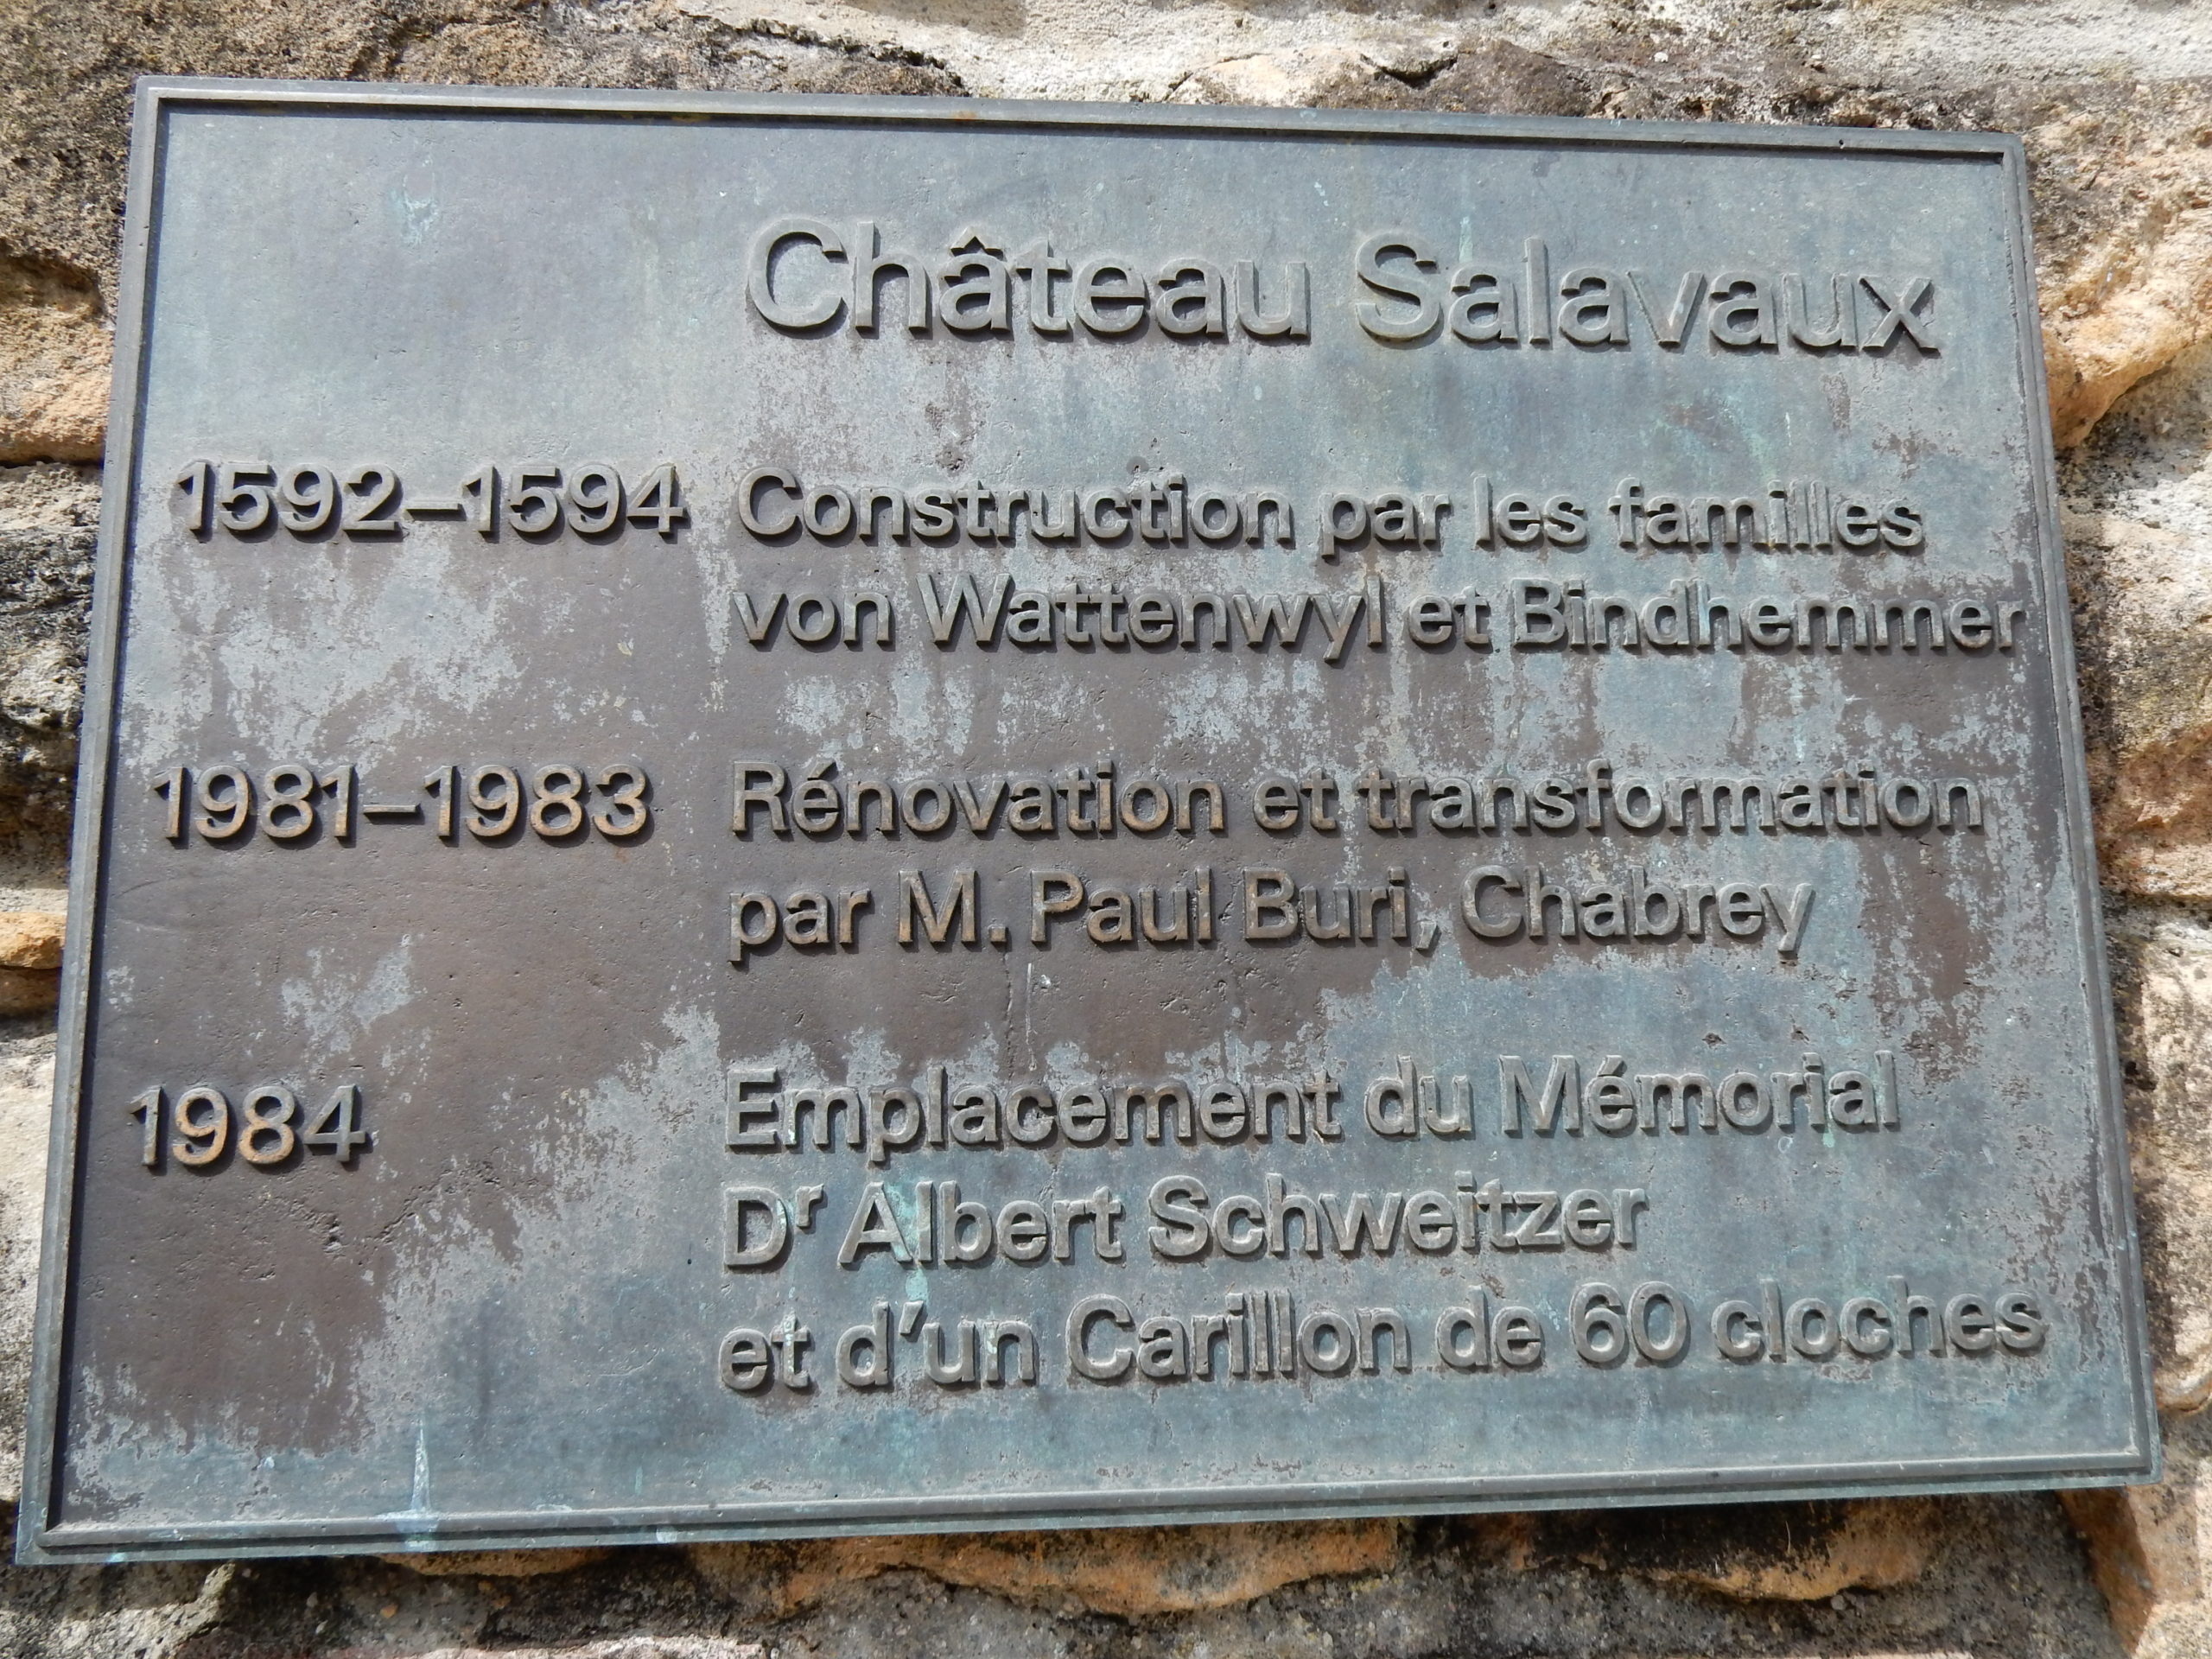 Château Salavaux
1592–1594 Construction par les familles
von Wattenwyl et Bindhemmer
1981–1983 Rénovation et transformation
par M. Paul Buri, Chabrey
1984 Emplacement du Mémorial
Dʳ Albert Schweitzer
et d'un Carillon de 60 cloches